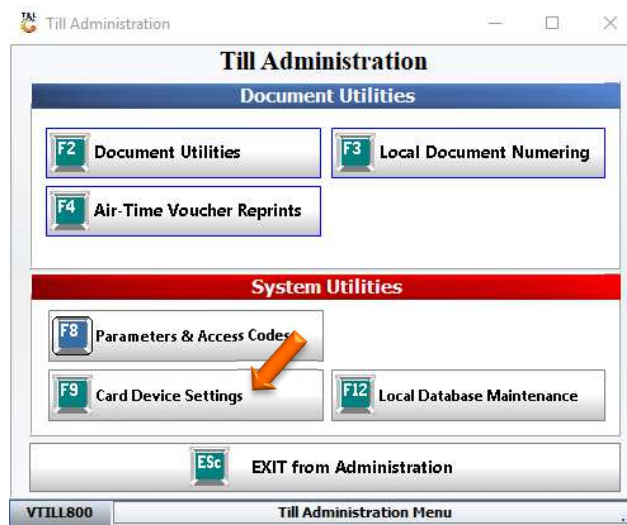 Till Administration
Till Administration
Document Utilities
F2 Document Utilities
F3 Local Document Numering
F4 Air-Time Voucher Reprints
System Utilities
F8 Parameters & Access Codes
F9 Card Device Settings
F12 Local Database Maintenance
ESc EXIT from Administration
VTILL800 Till Administration Menu